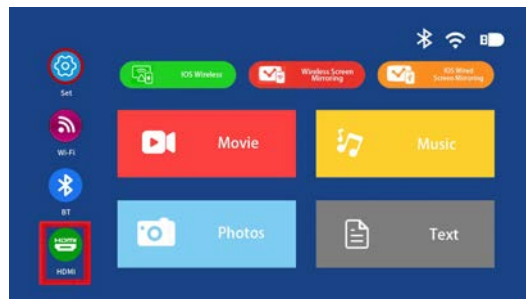 IOS Wireless
Wireless Screen
Mirroring
IOS Wired
Screen Mirroring
Set
Wi-Fi
BT
HDMI
HDMI
Movie
Music
Photos
Text